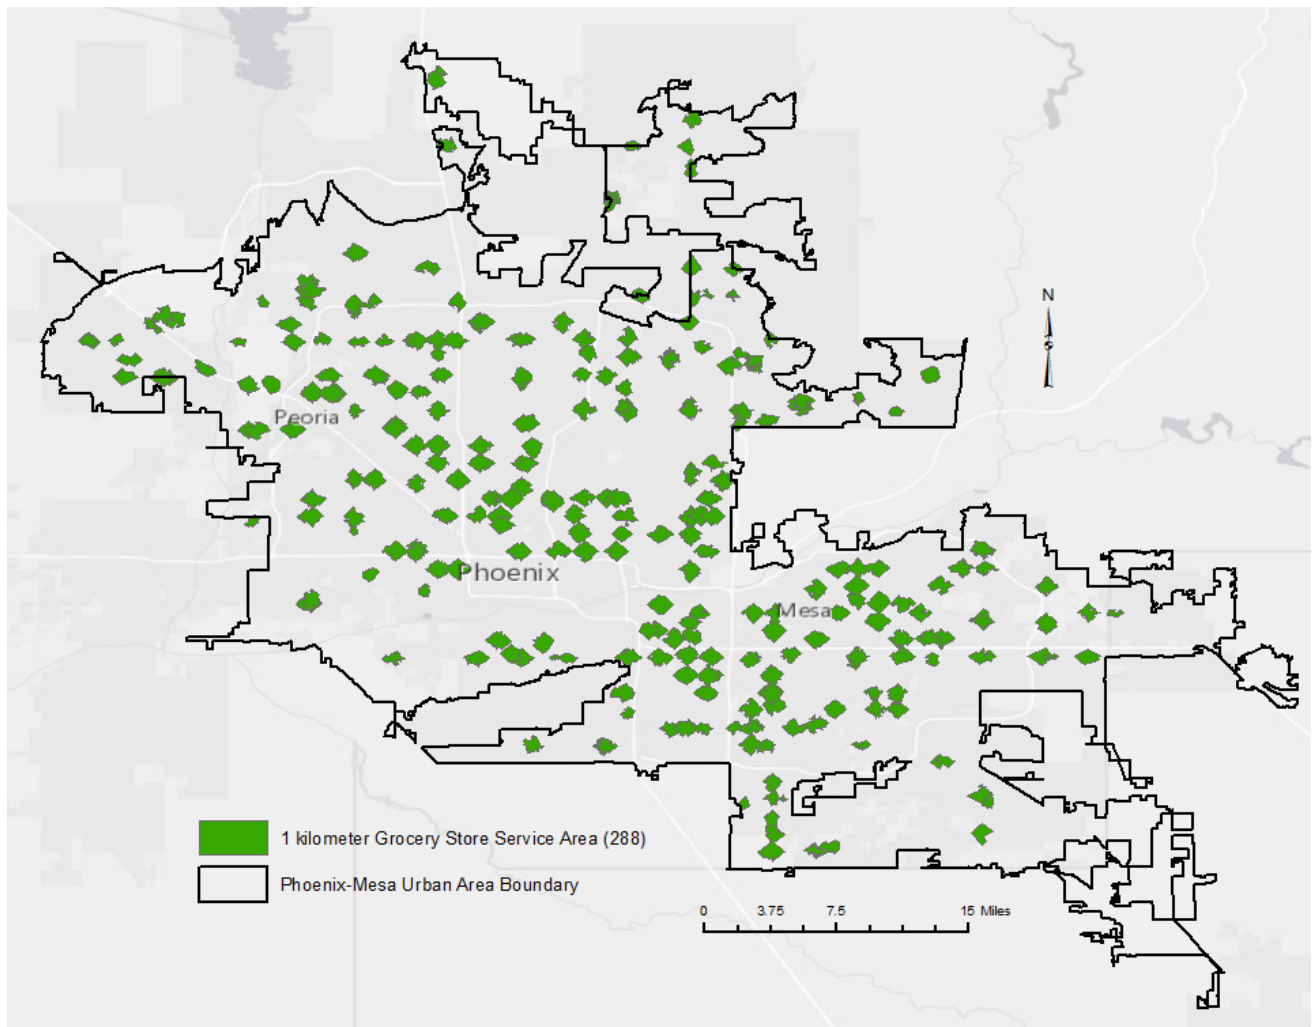 N
S
Peoria
Phoenix
Mesa
1 kilometer Grocery Store Service Area (288)
Phoenix-Mesa Urban Area Boundary
0 3.75 7.5 15 Miles